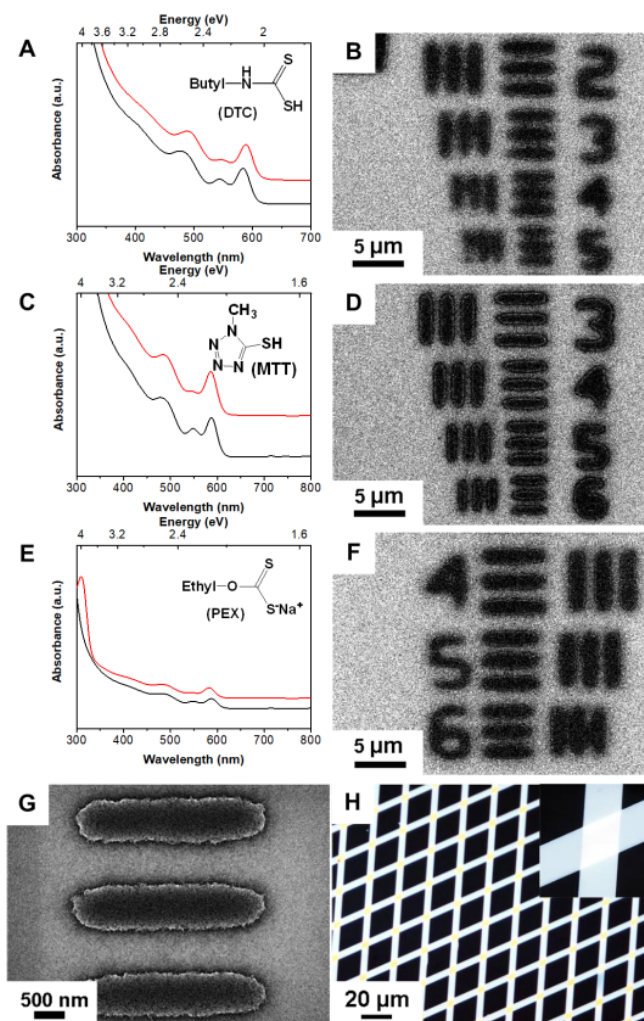 A
Energy (eV)
4 3.6 3.2 2.8 2.4 2
Absorbance (a.u.)
H
Butyl N S
SH
(DTC)
300 400 500 600 700
Wavelength (nm)
B
2
3
4
5
5 μm
C
Energy (eV)
4 3.2 2.4 1.6
Absorbance (a.u.)
CH₃
N
N SH
N N
(MTT)
300 400 500 600 700 800
Wavelength (nm)
D
3
4
5
6
5 μm
E
Energy (eV)
4 3.2 2.4 1.6
Absorbance (a.u.)
S
Ethyl O
S⁻Na⁺
(PEX)
300 400 500 600 700 800
Wavelength (nm)
F
4
5
6
5 μm
G
500 nm
H
20 μm